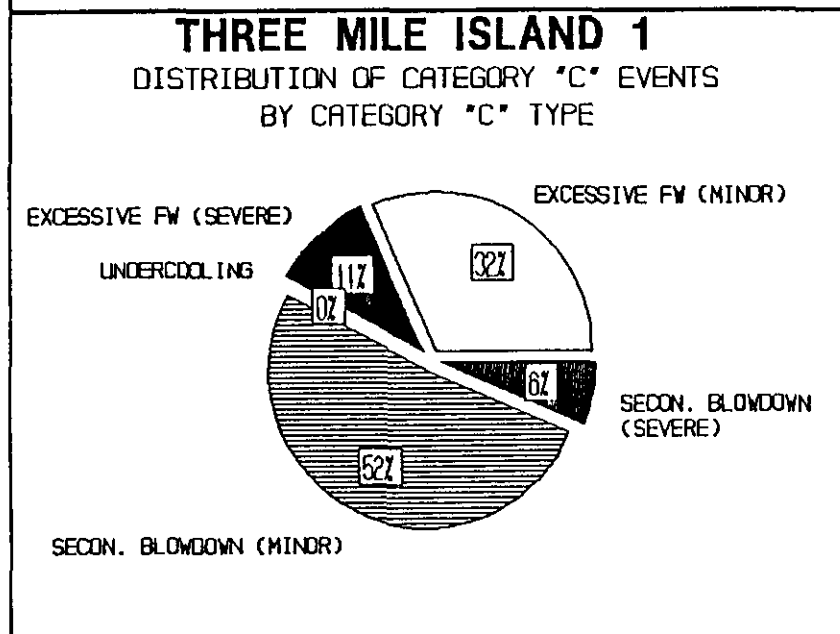 THREE MILE ISLAND 1
DISTRIBUTION OF CATEGORY "C" EVENTS
BY CATEGORY "C" TYPE
EXCESSIVE FW (MINOR)
EXCESSIVE FW (SEVERE)
UNDERCOOLING
32%
11%
0%
6%
SECON. BLOWDOWN
(SEVERE)
52%
SECON. BLOWDOWN (MINOR)